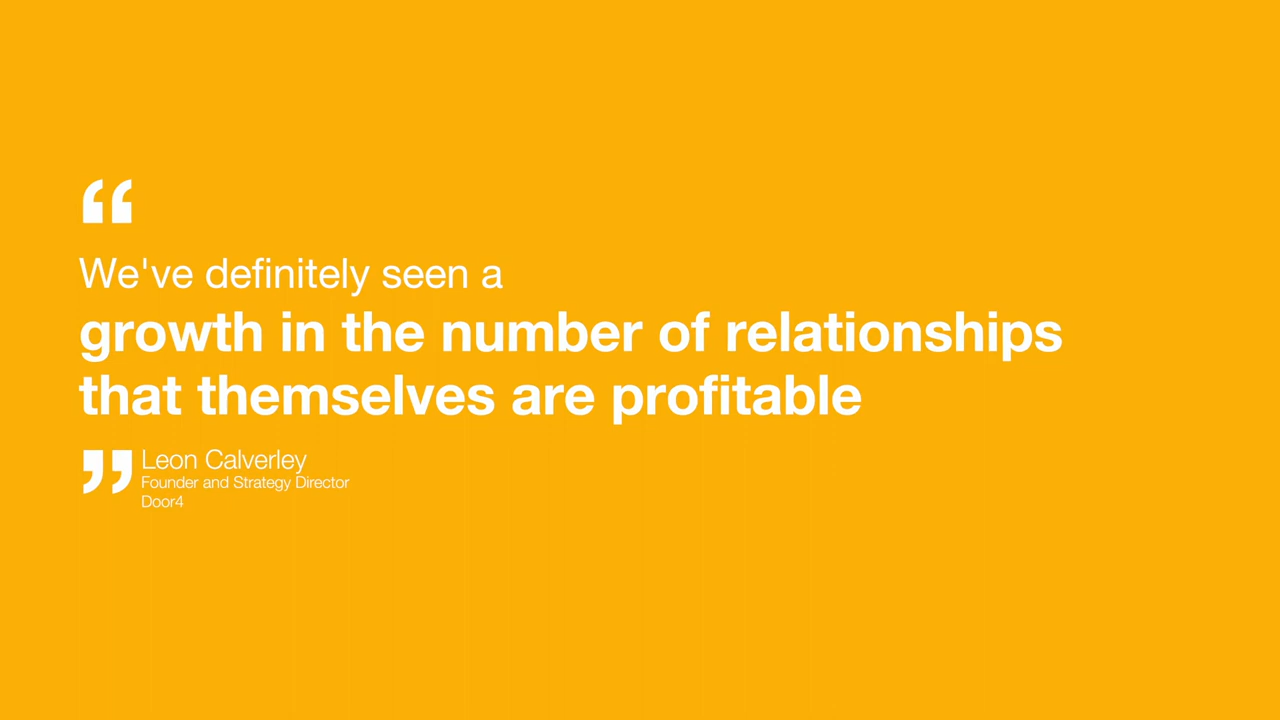 “
We've definitely seen a
growth in the number of relationships
that themselves are profitable
”
Leon Calverley
Founder and Strategy Director
Door4